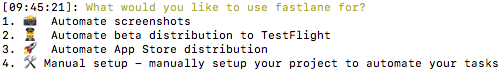 [09:45:21]: What would you like to use fastlane for?
1. 📸  Automate screenshots
2. 👩‍✈️  Automate beta distribution to TestFlight
3. 🚀  Automate App Store distribution
4. 🛠  Manual setup - manually setup your project to automate your tasks